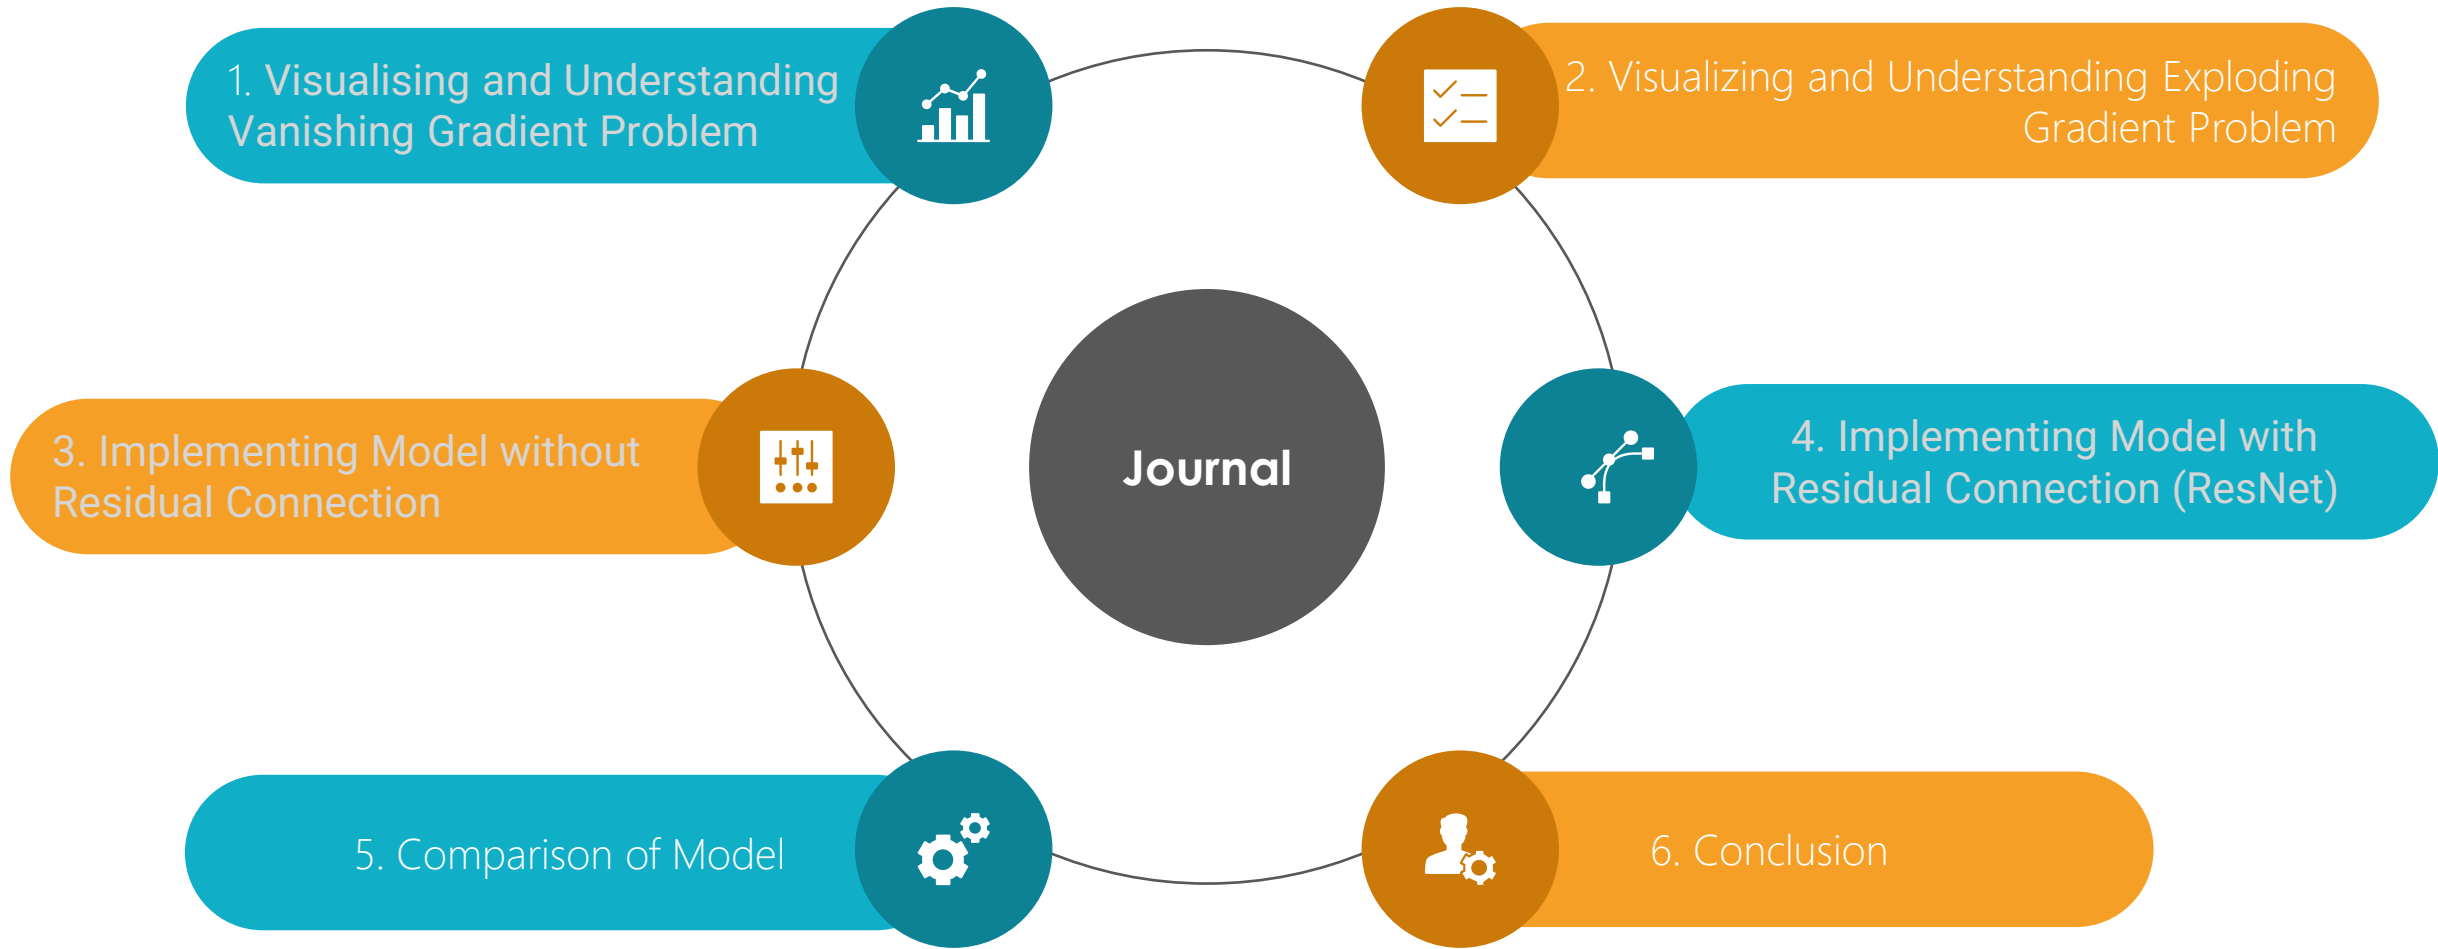 1. Visualising and Understanding
Vanishing Gradient Problem
2. Visualizing and Understanding Exploding
Gradient Problem
3. Implementing Model without
Residual Connection
Journal
4. Implementing Model with
Residual Connection (ResNet)
5. Comparison of Model
6. Conclusion